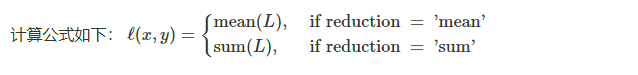 计算公式如下： ℓ(x, y) = { mean(L), if reduction = 'mean'
sum(L), if reduction = 'sum'